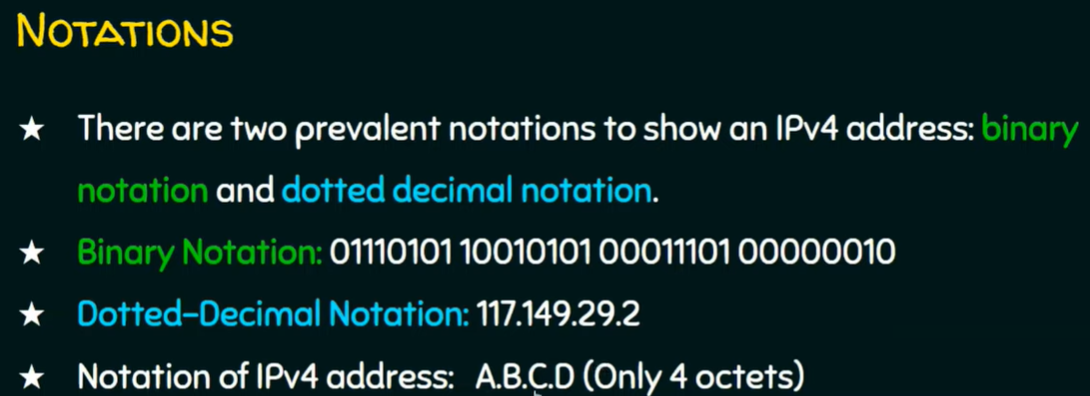 NOTATIONS
★ There are two prevalent notations to show an IPv4 address: binary
notation and dotted decimal notation.
★ Binary Notation: 01110101 10010101 00011101 00000010
★ Dotted-Decimal Notation: 117.149.29.2
★ Notation of IPv4 address: A.B.C.D (Only 4 octets)